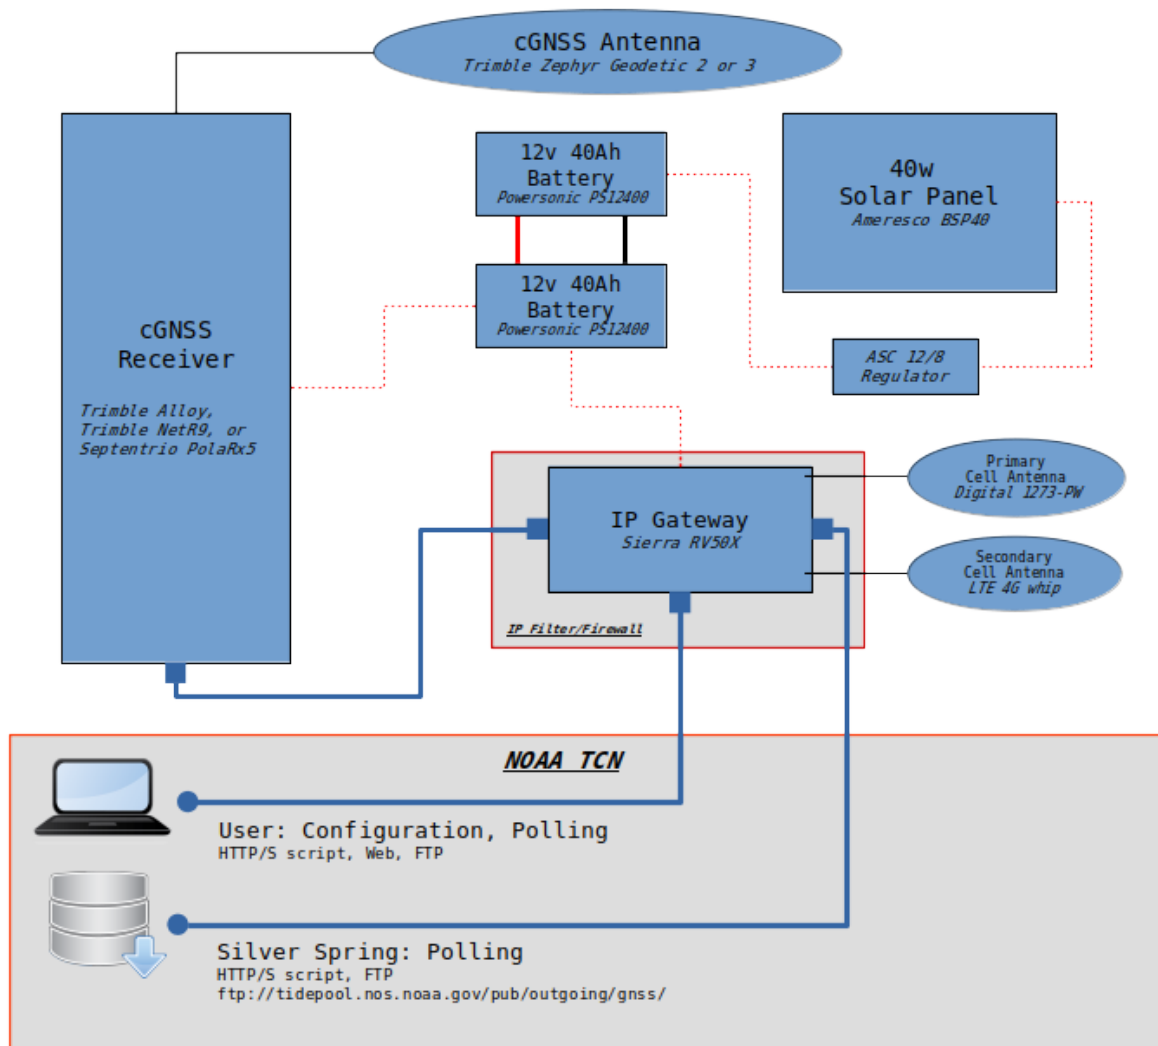 cGNSS Antenna
Trimble Zephyr Geodetic 2 or 3
12v 40Ah
Battery
Powersonic PS12400
40w
Solar Panel
Ameresco BSP40
12v 40Ah
Battery
Powersonic PS12400
cGNSS
Receiver
Trimble Alloy,
Trimble NetR9, or
Septentrio PolaRx5
ASC 12/8
Regulator
Primary
Cell Antenna
Digital 1273-PW
IP Gateway
Sierra RV50X
Secondary
Cell Antenna
LTE 4G whip
IP Filter/Firewall
NOAA TCN
User: Configuration, Polling
HTTP/S script, Web, FTP
Silver Spring: Polling
HTTP/S script, FTP
ftp://tidepool.nos.noaa.gov/pub/outgoing/gnss/